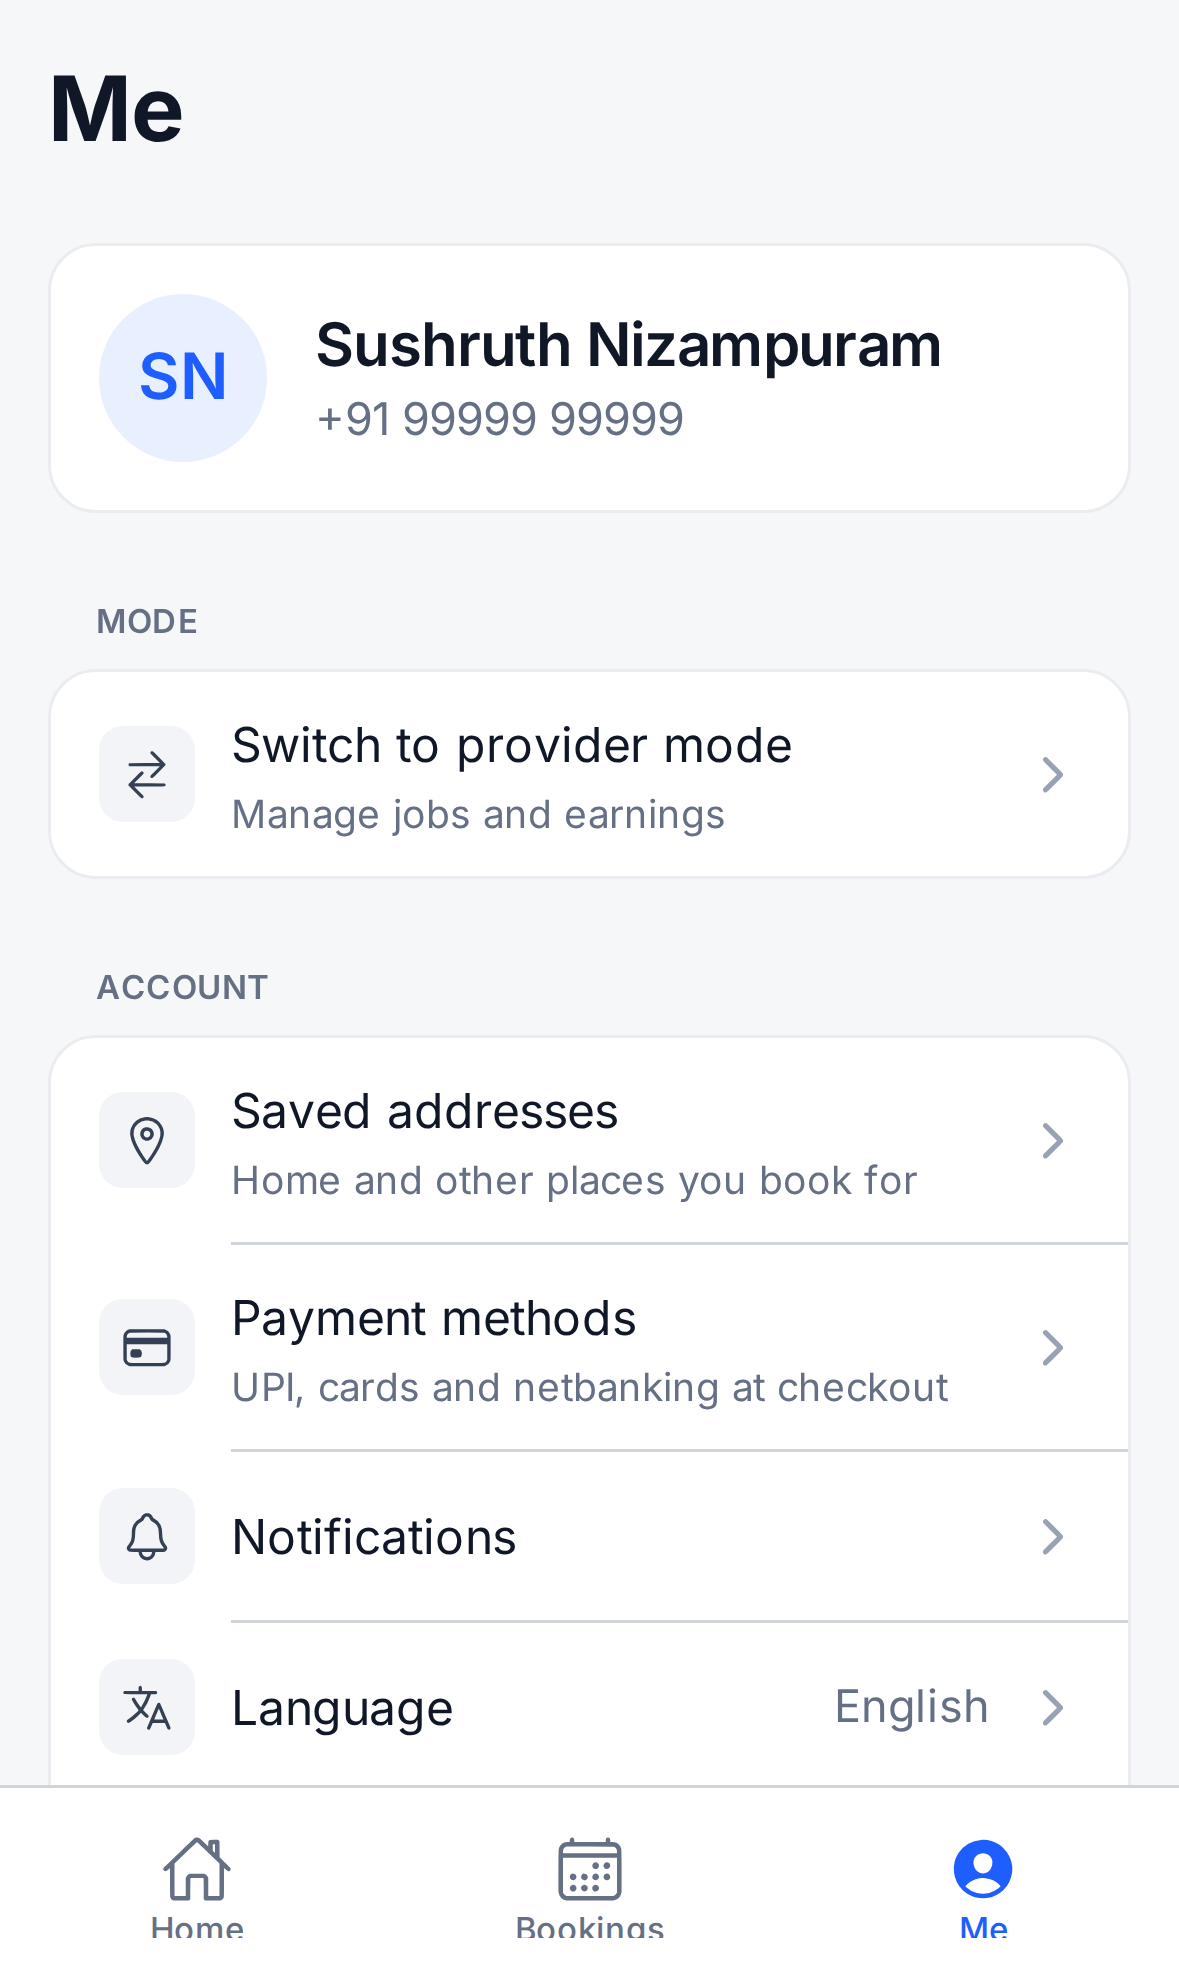 Me
SN
Sushruth Nizampuram
+91 99999 99999
MODE
Switch to provider mode
Manage jobs and earnings
ACCOUNT
Saved addresses
Home and other places you book for
Payment methods
UPI, cards and netbanking at checkout
Notifications
Language English
Home Bookings Me